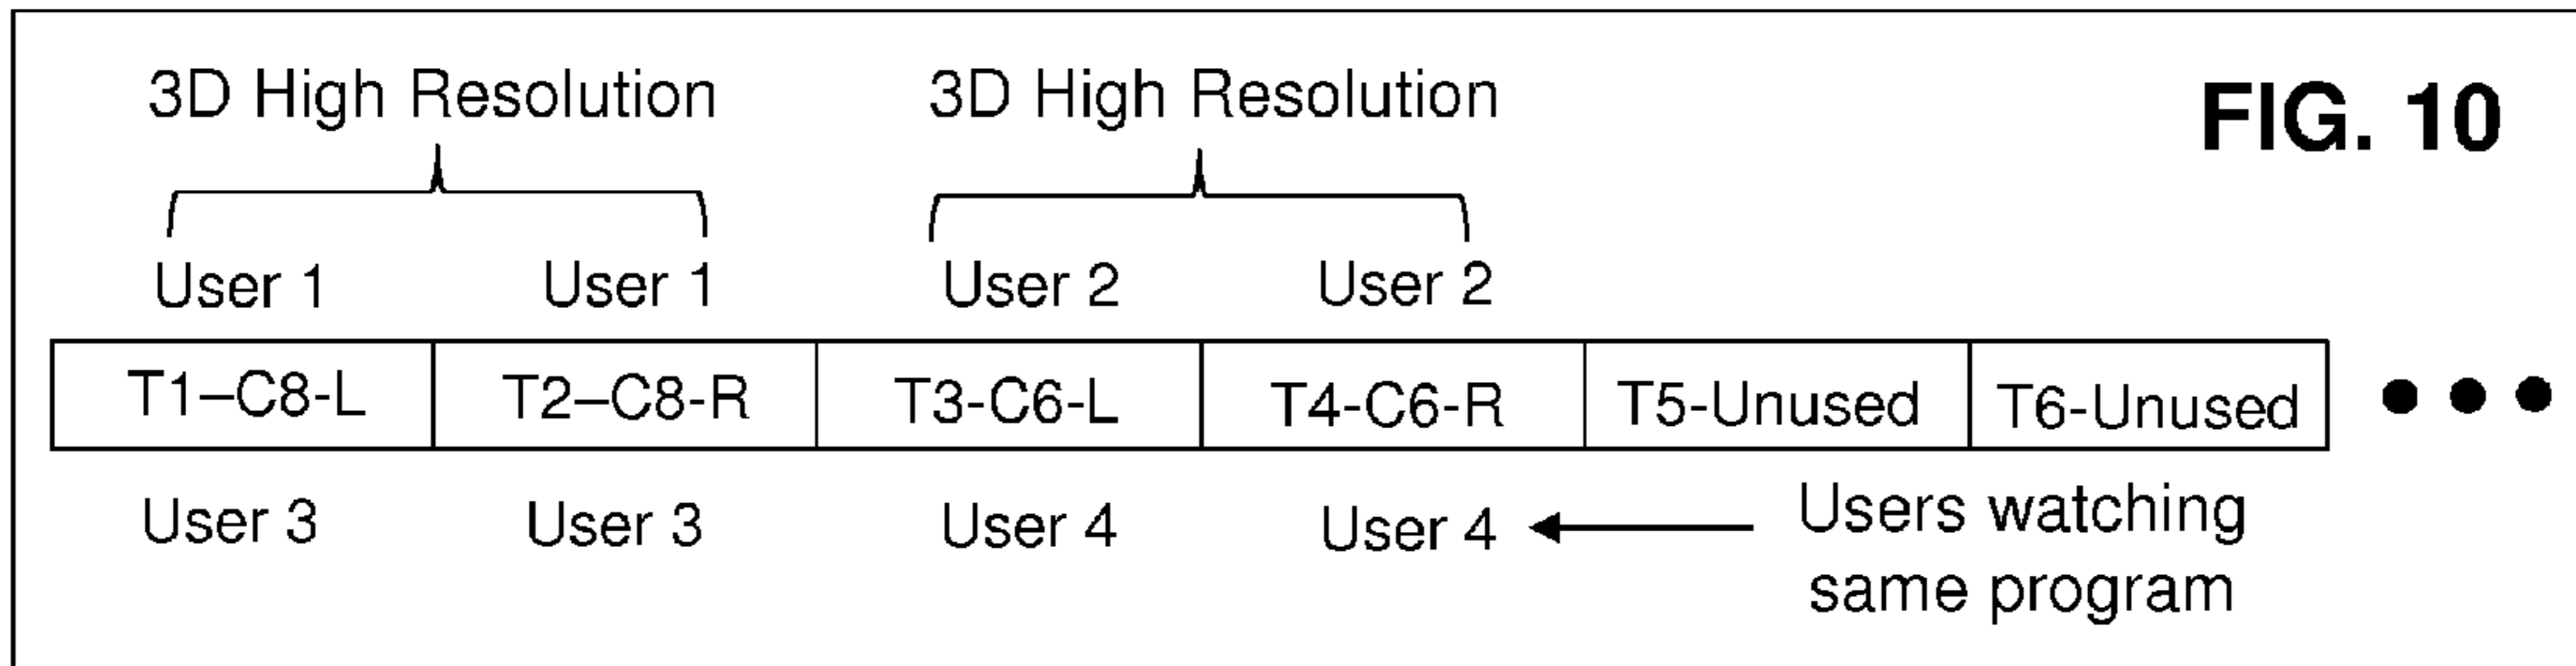 3D High Resolution 3D High Resolution FIG. 10
User 1 User 1 User 2 User 2
T1–C8-L T2–C8-R T3-C6-L T4-C6-R T5-Unused T6-Unused
User 3 User 3 User 4 User 4 Users watching
same program